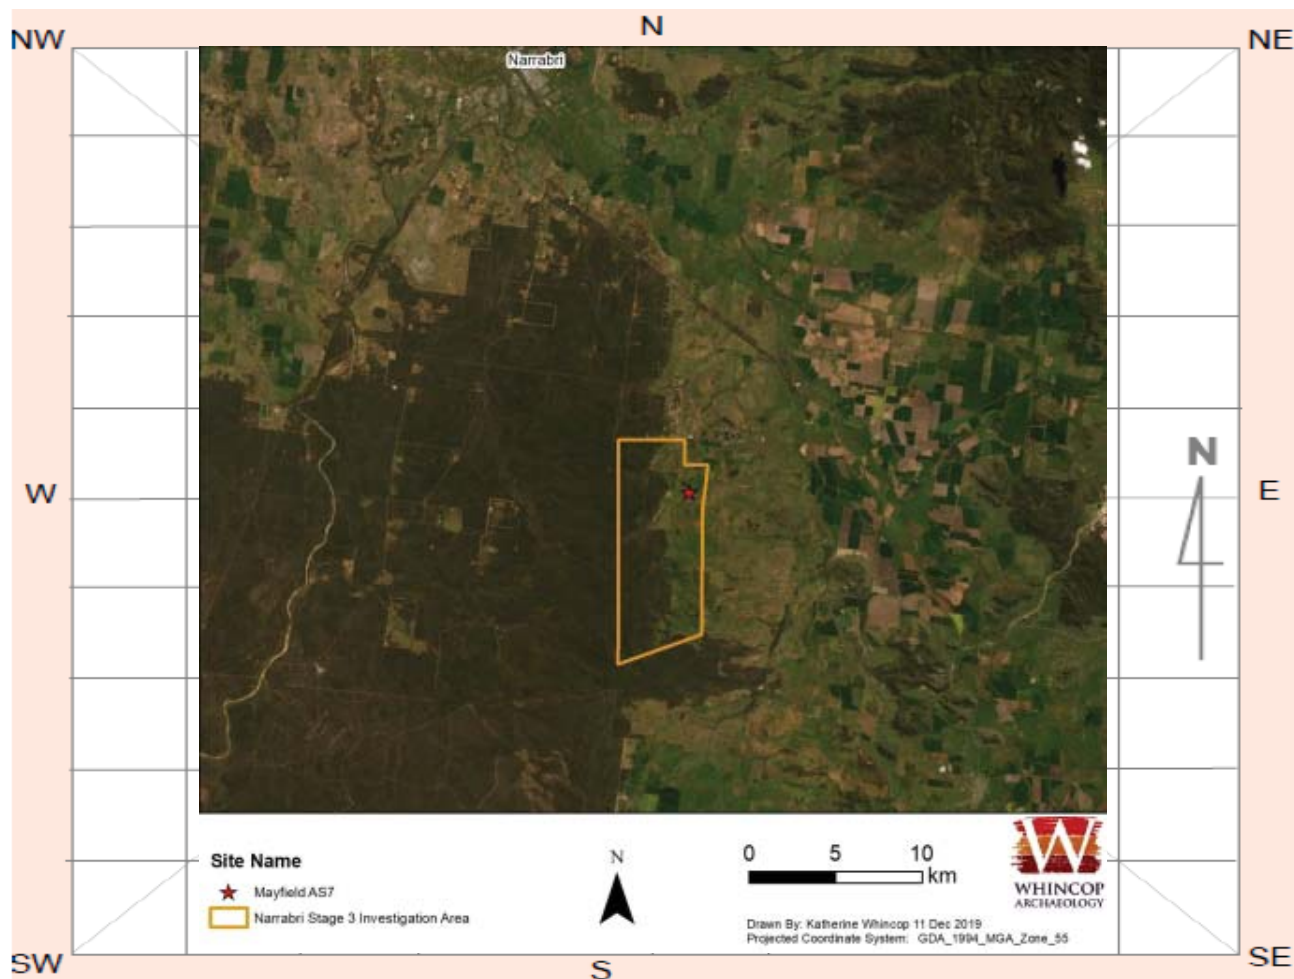 N
NW
NE
Narrabri
N
W
E
Site Name
Mayfield AS7
Narrabri Stage 3 Investigation Area
N
0 5 10
km
W
WHINCOP
ARCHAEOLOGY
Drawn By: Katherine Whincop 11 Dec 2019
Projected Coordinate System: GDA_1994_MGA_Zone_55
SW
S
SE